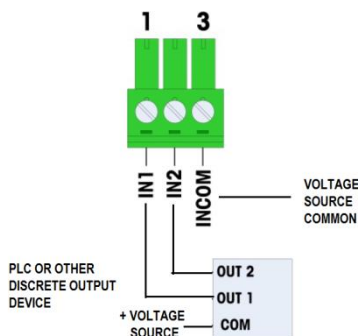 1 3
IN1
IN2
INCOM
VOLTAGE
SOURCE
COMMON
PLC OR OTHER
DISCRETE OUTPUT
DEVICE
OUT 2
OUT 1
+ VOLTAGE
SOURCE
COM